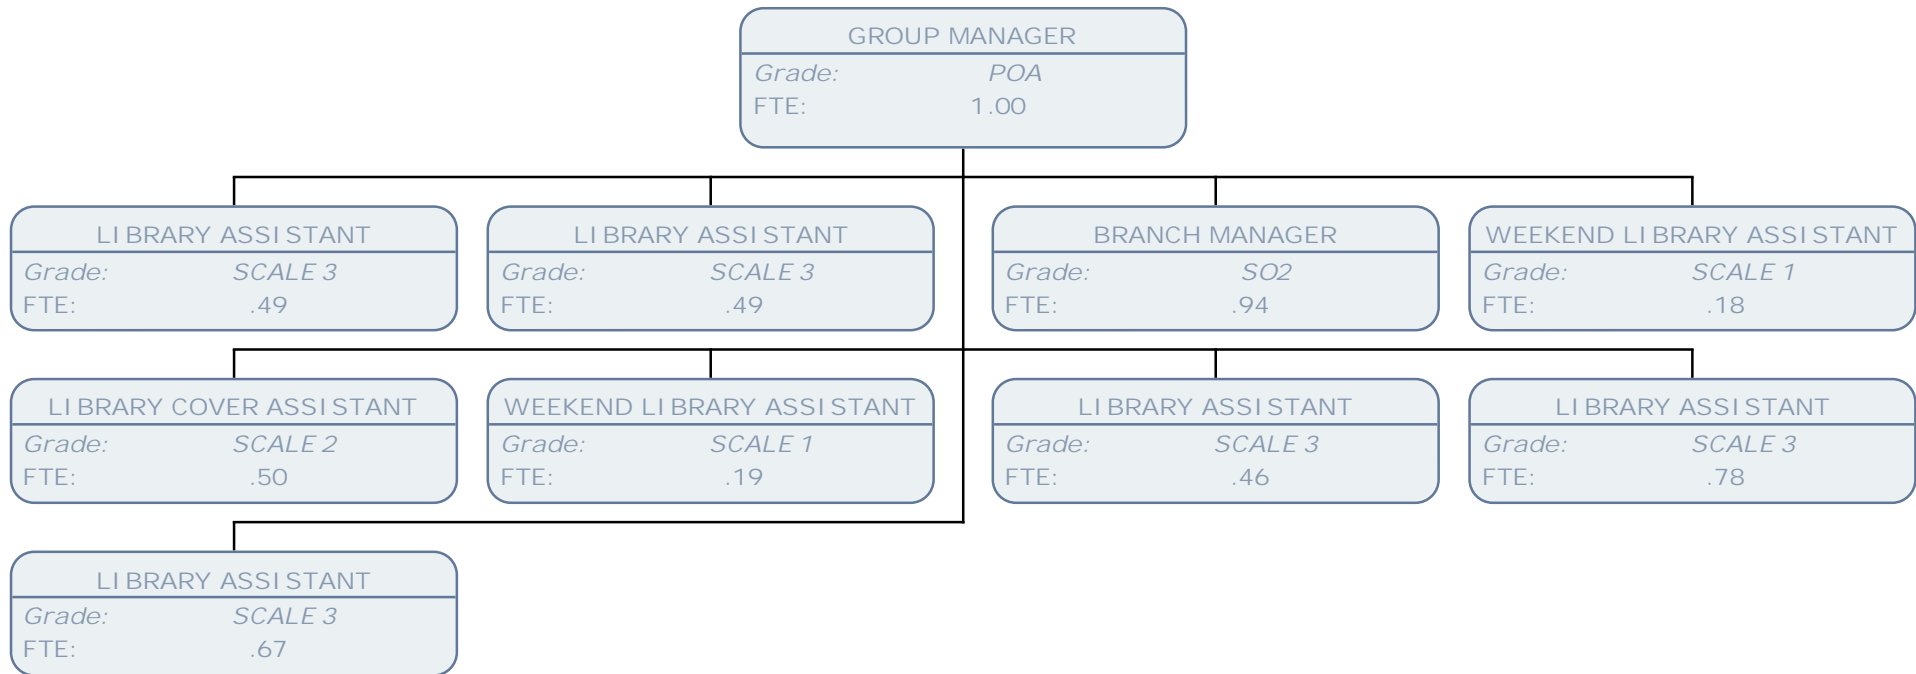 GROUP MANAGER
Grade: POA
FTE: 1.00
LIBRARY ASSISTANT
Grade: SCALE 3
FTE: .49
LIBRARY ASSISTANT
Grade: SCALE 3
FTE: .49
BRANCH MANAGER
Grade: SO2
FTE: .94
WEEKEND LIBRARY ASSISTANT
Grade: SCALE 1
FTE: .18
LIBRARY COVER ASSISTANT
Grade: SCALE 2
FTE: .50
WEEKEND LIBRARY ASSISTANT
Grade: SCALE 1
FTE: .19
LIBRARY ASSISTANT
Grade: SCALE 3
FTE: .46
LIBRARY ASSISTANT
Grade: SCALE 3
FTE: .78
LIBRARY ASSISTANT
Grade: SCALE 3
FTE: .67